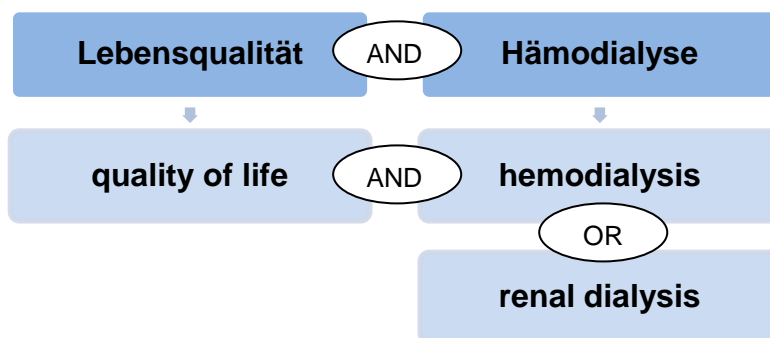 Lebensqualität AND Hämodialyse
quality of life AND hemodialysis
OR
renal dialysis